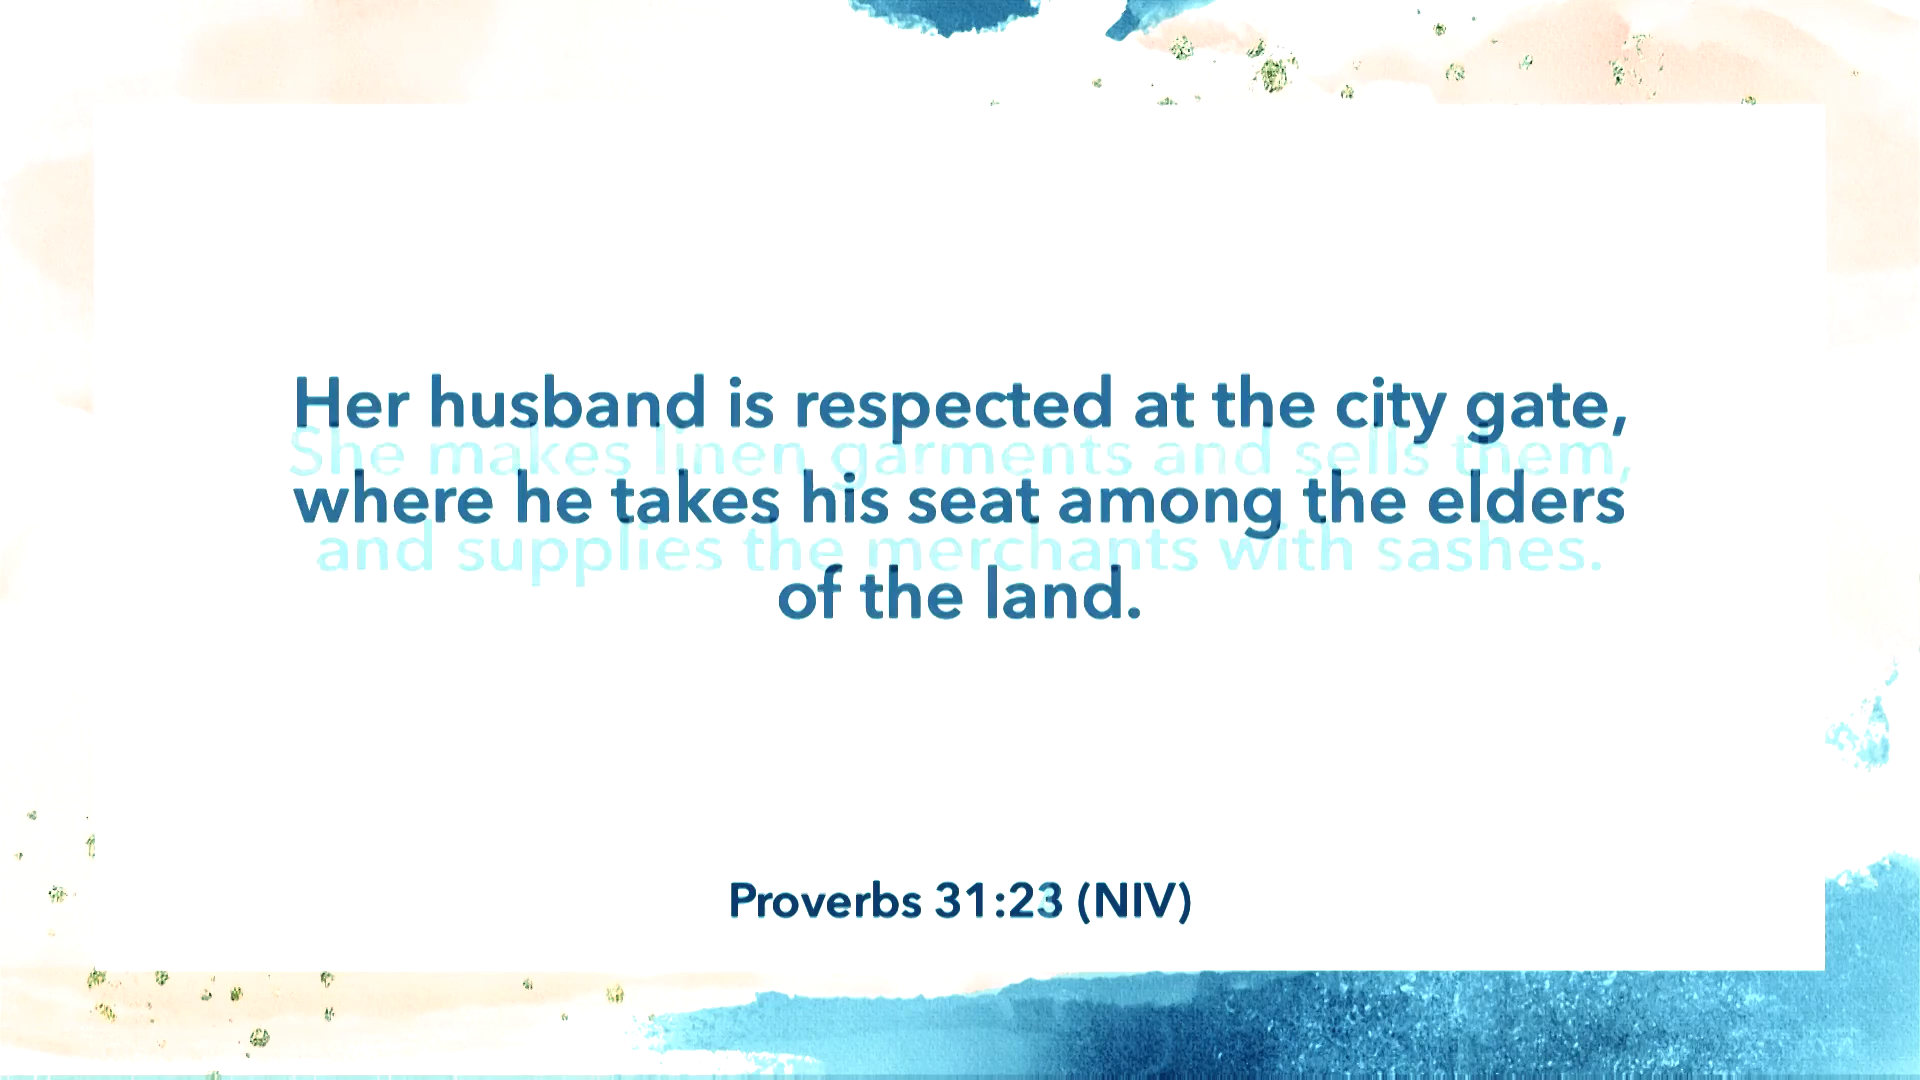 Her husband is respected at the city gate,
She makes linen garments and sells them,
where he takes his seat among the elders
and supplies the merchants with sashes.
of the land.
Proverbs 31:23 (NIV)